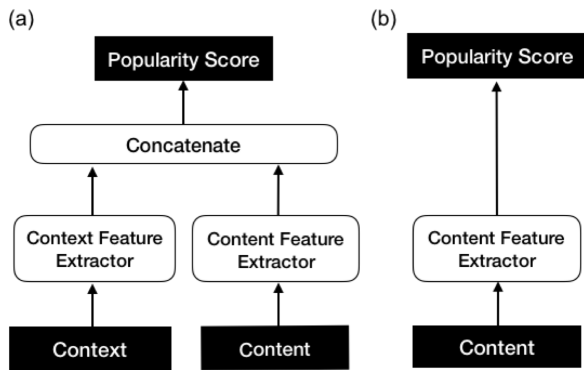 (a)
Popularity Score
Concatenate
Context Feature
Extractor
Content Feature
Extractor
Context
Content
(b)
Popularity Score
Content Feature
Extractor
Content